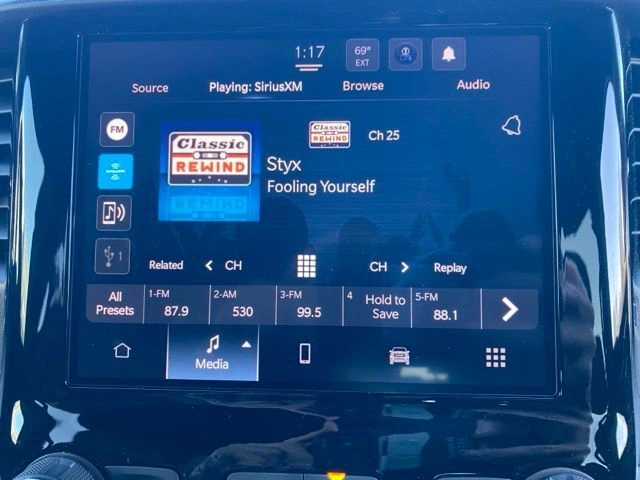 1:17
69°
EXT
Source
Playing: SiriusXM
Browse
Audio
FM
Classic
REWIND
Classic
REWIND
Ch 25
Styx
Fooling Yourself
1
Related
CH
CH
Replay
All
Presets
1-FM
87.9
2-AM
530
3-FM
99.5
4
Hold to
Save
5-FM
88.1
Media